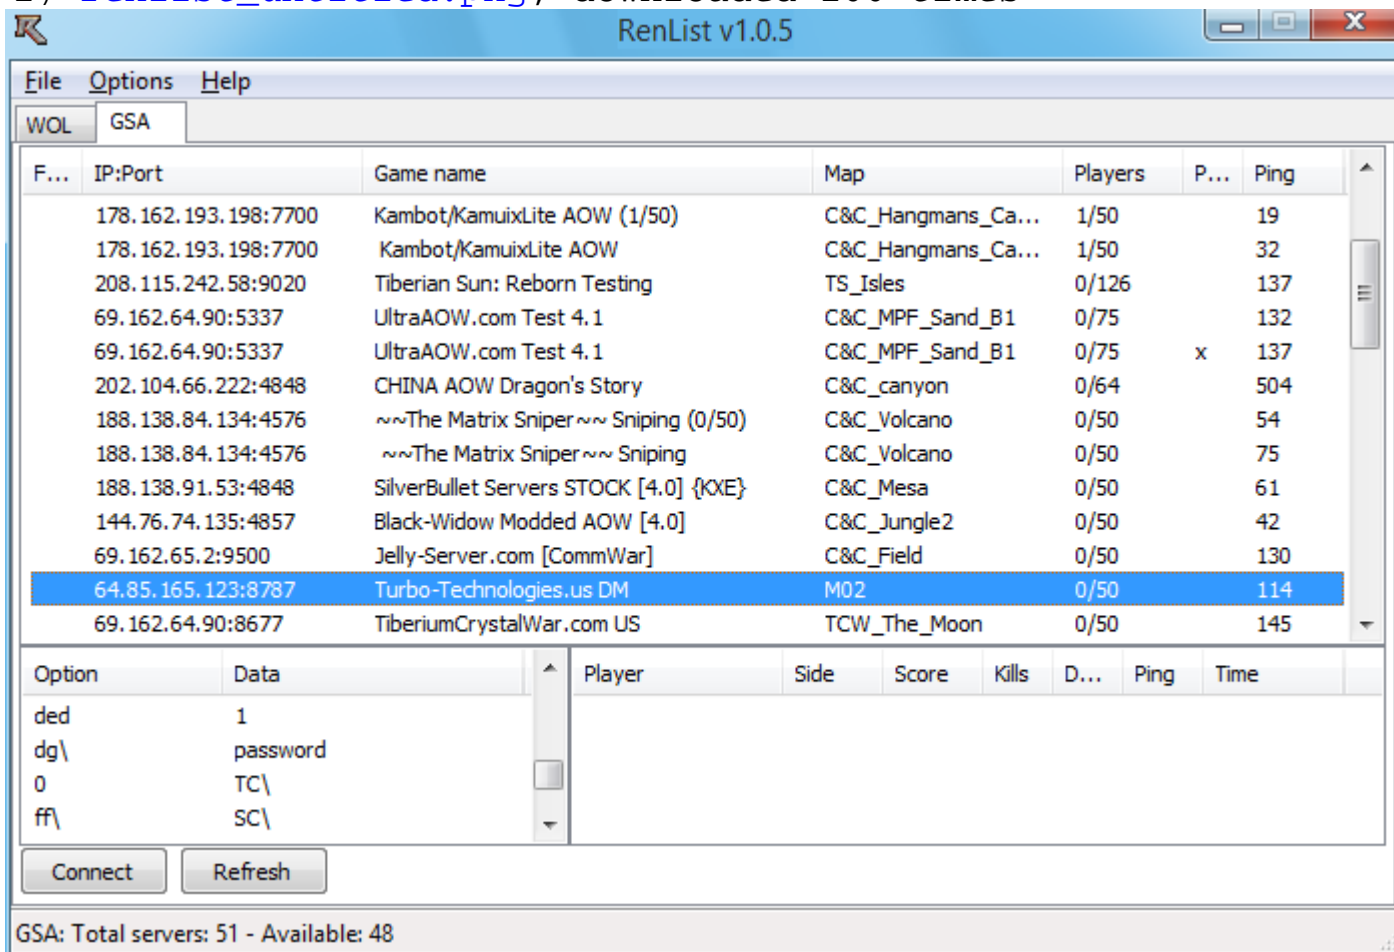 RenList v1.0.5
File Options Help
WOL GSA
F... IP:Port Game name Map Players P... Ping
178.162.193.198:7700 Kambot/KamuixLite AOW (1/50) C&C_Hangmans_Ca... 1/50 19
178.162.193.198:7700 Kambot/KamuixLite AOW C&C_Hangmans_Ca... 1/50 32
208.115.242.58:9020 Tiberian Sun: Reborn Testing TS_Isles 0/126 137
69.162.64.90:5337 UltraAOW.com Test 4.1 C&C_MPF_Sand_B1 0/75 132
69.162.64.90:5337 UltraAOW.com Test 4.1 C&C_MPF_Sand_B1 0/75 x 137
202.104.66.222:4848 CHINA AOW Dragon's Story C&C_canyon 0/64 504
188.138.84.134:4576 ~~The Matrix Sniper~~ Sniping (0/50) C&C_Volcano 0/50 54
188.138.84.134:4576 ~~The Matrix Sniper~~ Sniping C&C_Volcano 0/50 75
188.138.91.53:4848 SilverBullet Servers STOCK [4.0] {KXE} C&C_Mesa 0/50 61
144.76.74.135:4857 Black-Widow Modded AOW [4.0] C&C_Jungle2 0/50 42
69.162.65.2:9500 Jelly-Server.com [CommWar] C&C_Field 0/50 130
64.85.165.123:8787 Turbo-Technologies.us DM M02 0/50 114
69.162.64.90:8677 TiberiumCrystalWar.com US TCW_The_Moon 0/50 145
Option Data Player Side Score Kills D... Ping Time
ded 1
dg\ password
0 TC\
ff\ SC\
Connect Refresh
GSA: Total servers: 51 - Available: 48